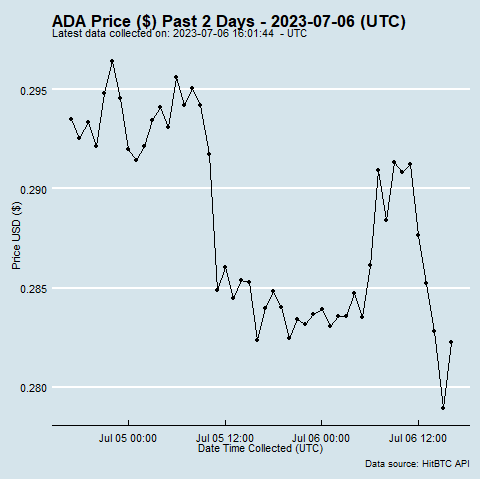 ADA Price ($) Past 2 Days - 2023-07-06 (UTC)
Latest data collected on: 2023-07-06 16:01:44  - UTC
0.295
0.290
0.285
0.280
Price USD ($)
Jul 05 00:00 Jul 05 12:00 Jul 06 00:00 Jul 06 12:00
Date Time Collected (UTC)
Data source: HitBTC API